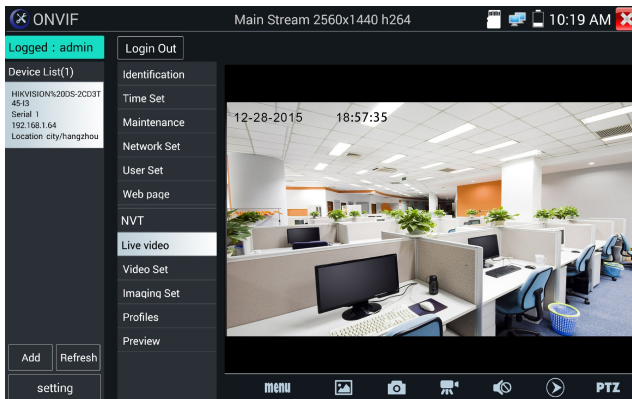 ONVIF
Main Stream 2560x1440 h264
10:19 AM
Logged : admin
Login Out
Device List(1)
HIKVISION%20DS-2CD3T
45-I3
Serial 1
192.168.1.64
Location city/hangzhou
Identification
Time Set
Maintenance
Network Set
User Set
Web page
NVT
Live video
Video Set
Imaging Set
Profiles
Preview
12-28-2015 18:57:35
Add
Refresh
setting
menu
PTZ